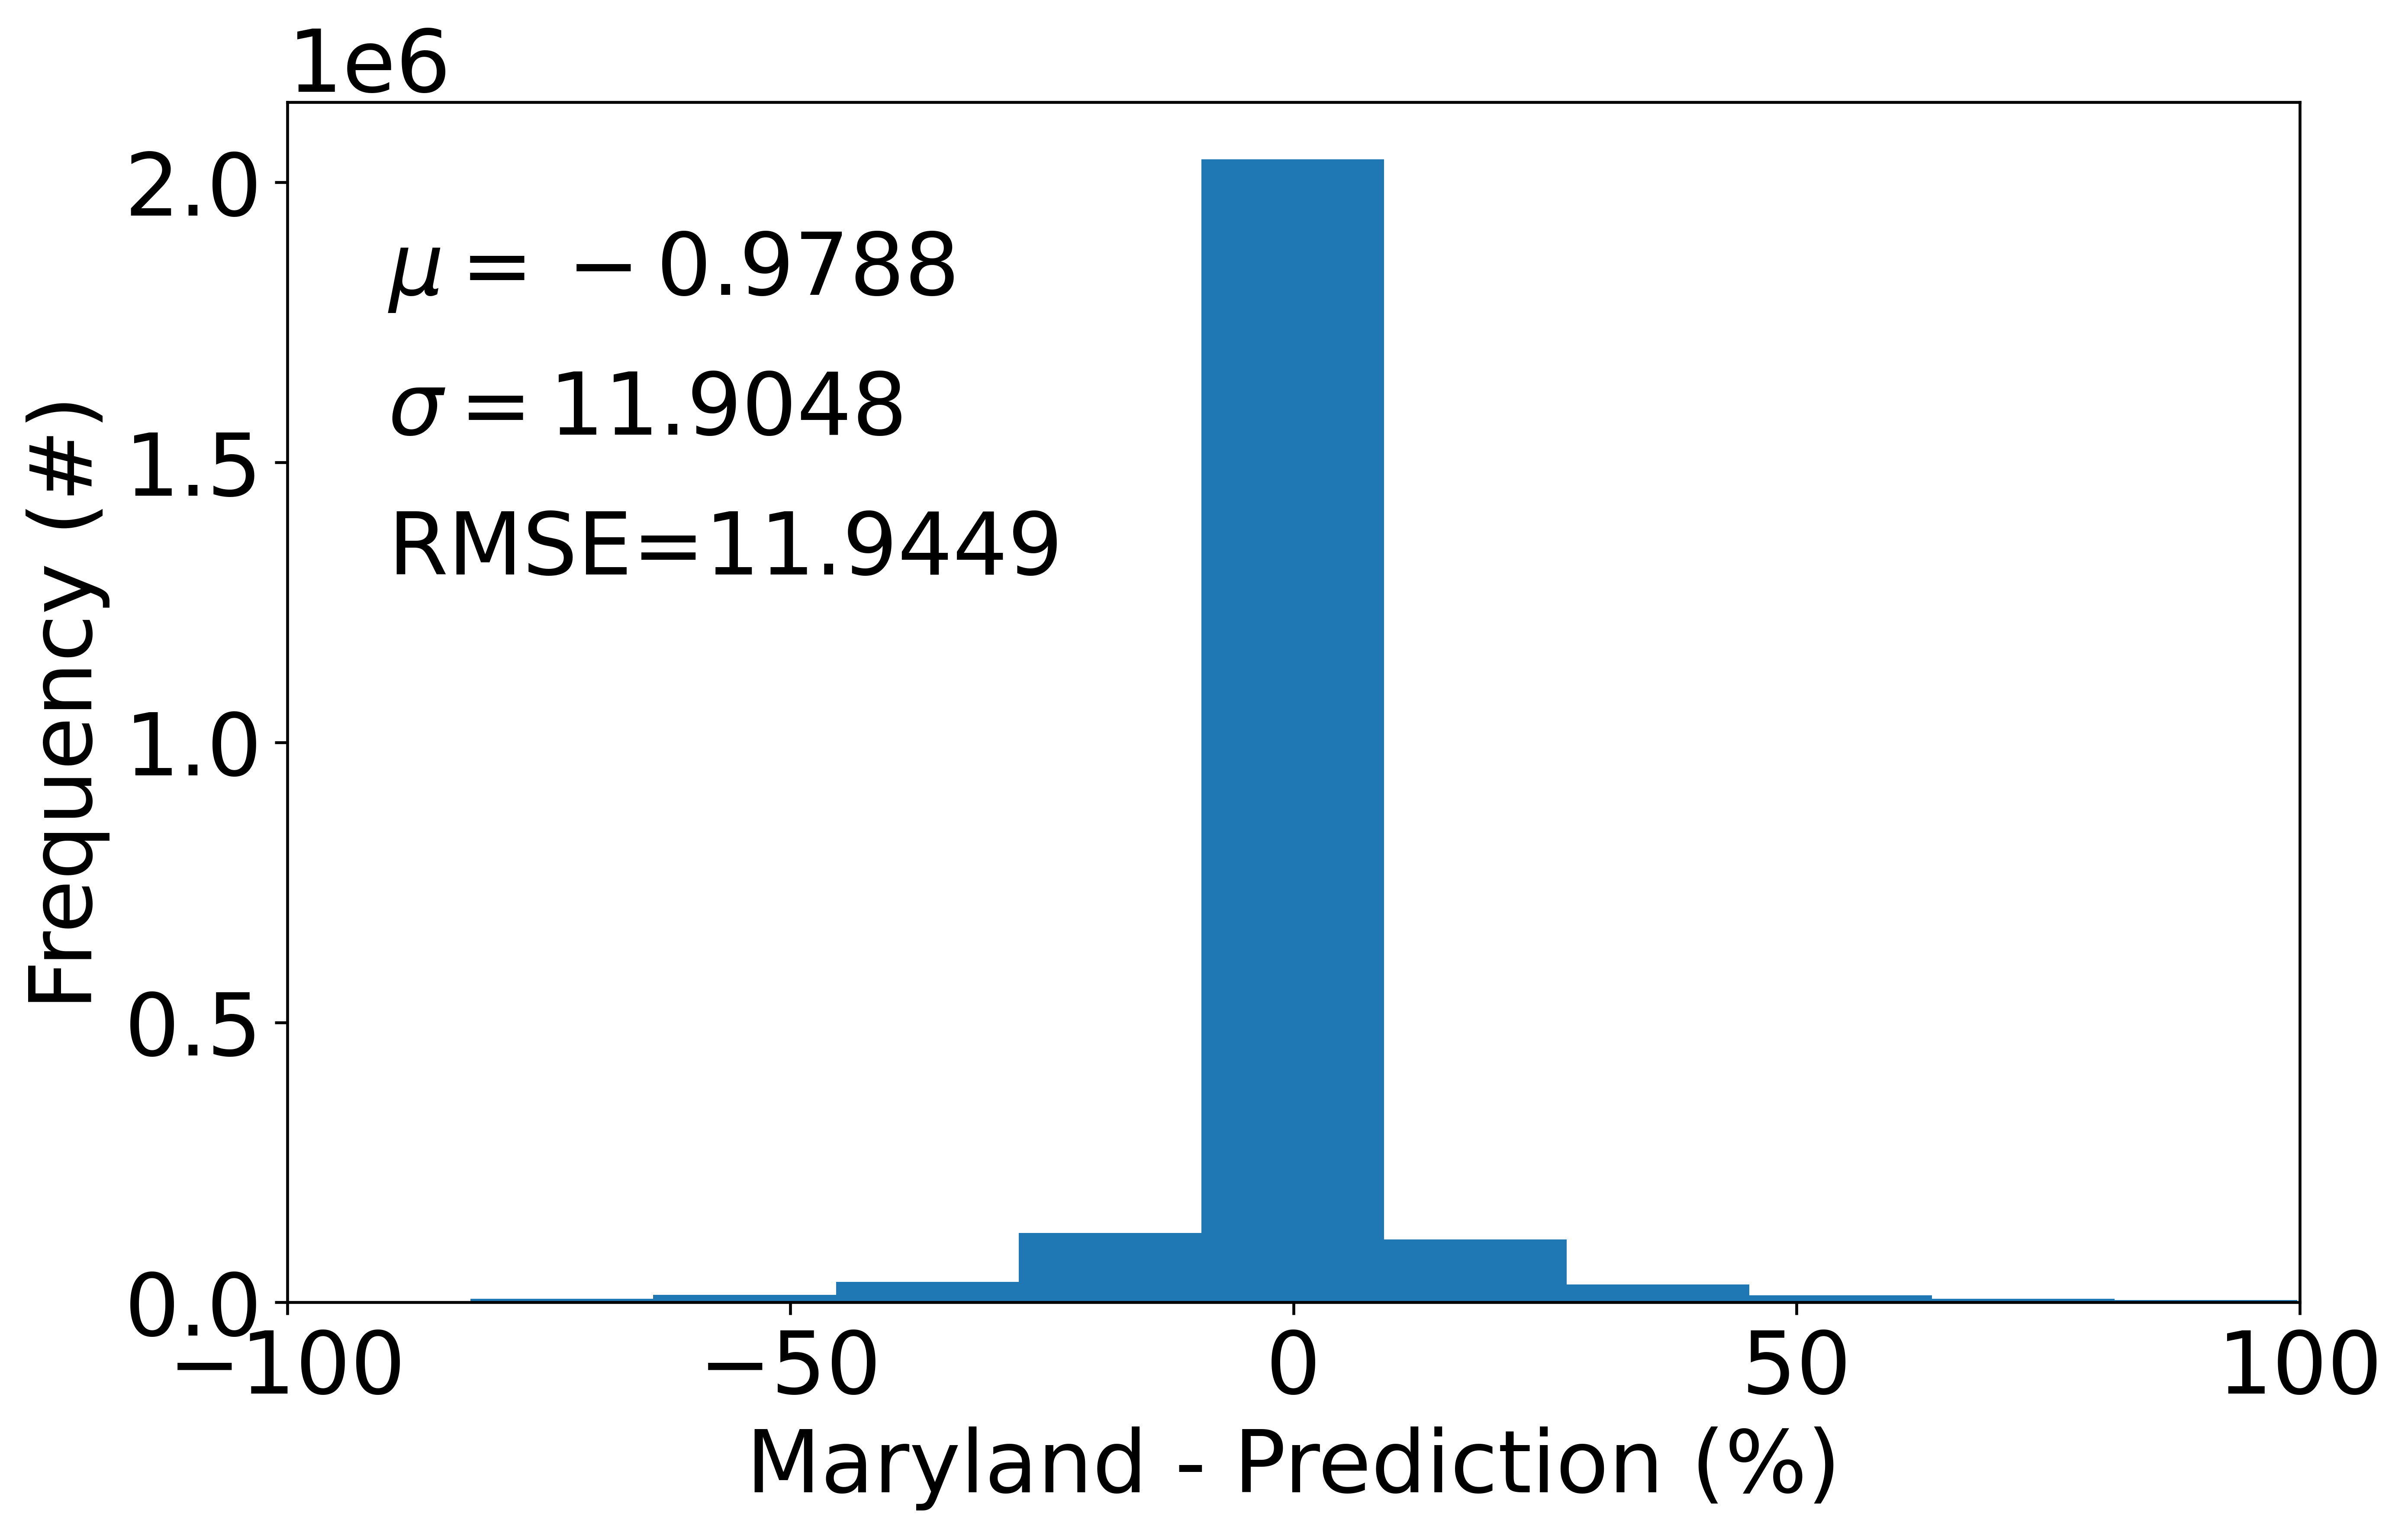 1e6
2.0
1.5
1.0
0.5
0.0
Frequency (#)
μ = −0.9788
σ = 11.9048
RMSE=11.9449
−100
−50
0
50
100
Maryland - Prediction (%)